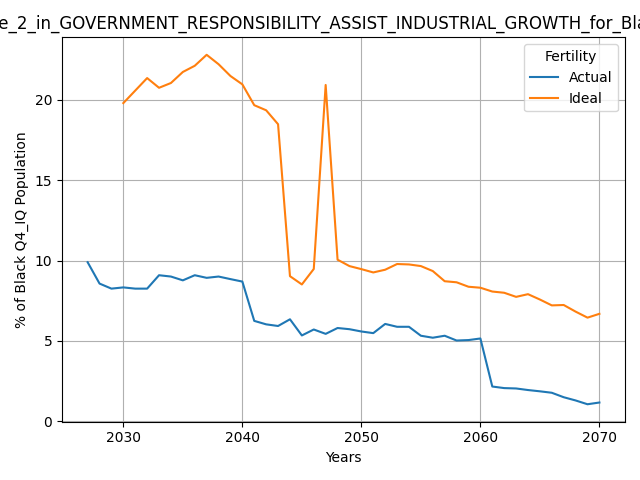 e_2_in_GOVERNMENT_RESPONSIBILITY_ASSIST_INDUSTRIAL_GROWTH_for_Bla
Fertility
Actual
Ideal
% of Black Q4_IQ Population
20
15
10
5
0
2030 2040 2050 2060 2070
Years